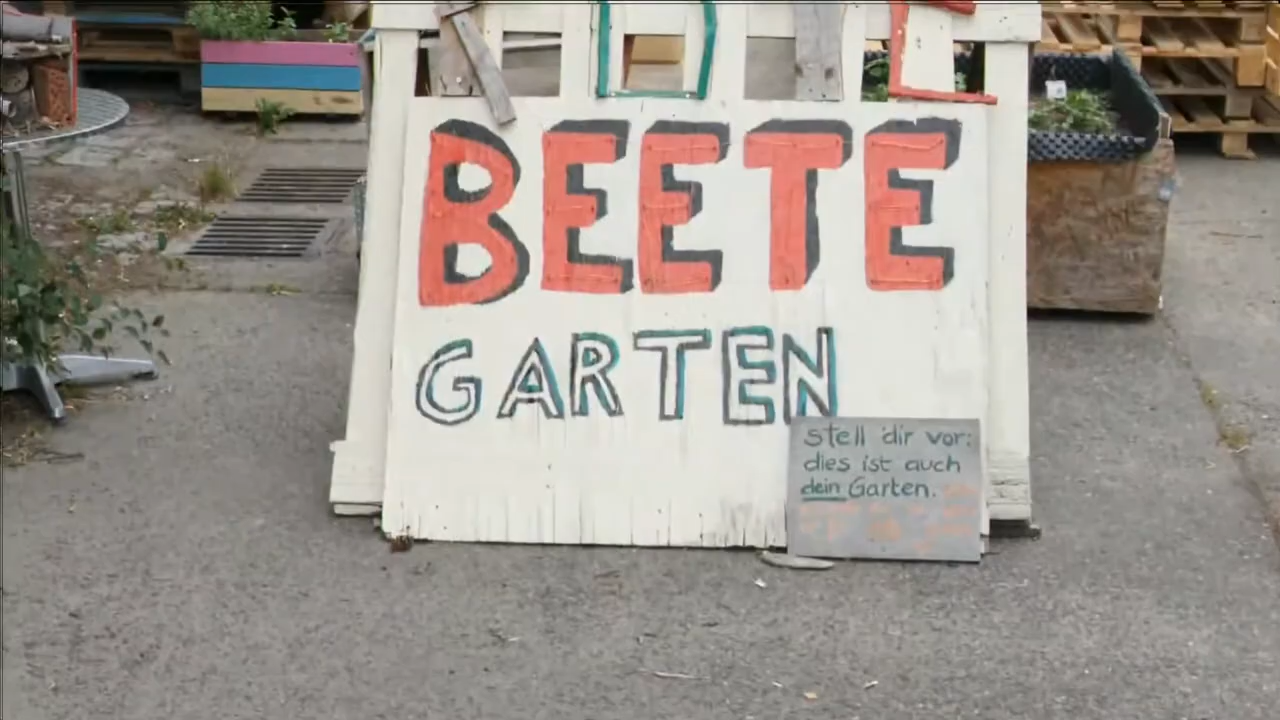 BEETE
GARTEN
stell dir vor:
dies ist auch
dein Garten.